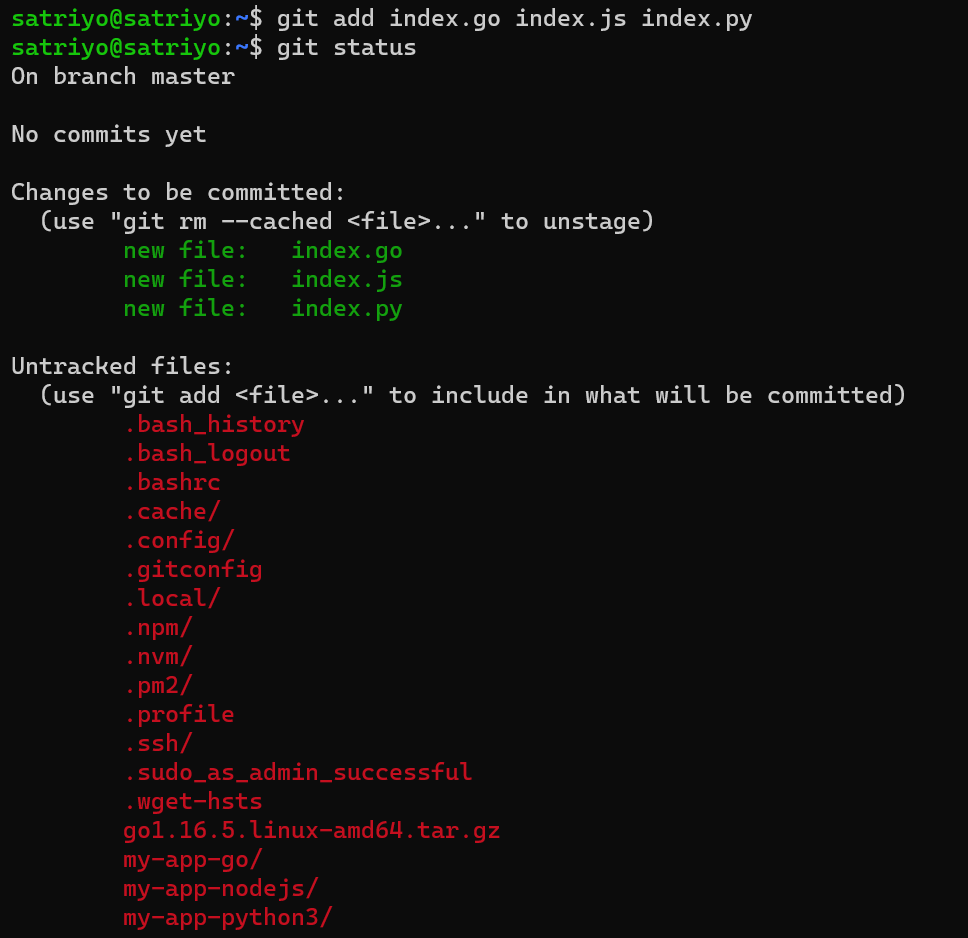 satriyo@satriyo:~$ git add index.go index.js index.py
satriyo@satriyo:~$ git status
On branch master
No commits yet
Changes to be committed:
  (use "git rm --cached <file>..." to unstage)
        new file:   index.go
        new file:   index.js
        new file:   index.py
Untracked files:
  (use "git add <file>..." to include in what will be committed)
        .bash_history
        .bash_logout
        .bashrc
        .cache/
        .config/
        .gitconfig
        .local/
        .npm/
        .nvm/
        .pm2/
        .profile
        .ssh/
        .sudo_as_admin_successful
        .wget-hsts
        go1.16.5.linux-amd64.tar.gz
        my-app-go/
        my-app-nodejs/
        my-app-python3/